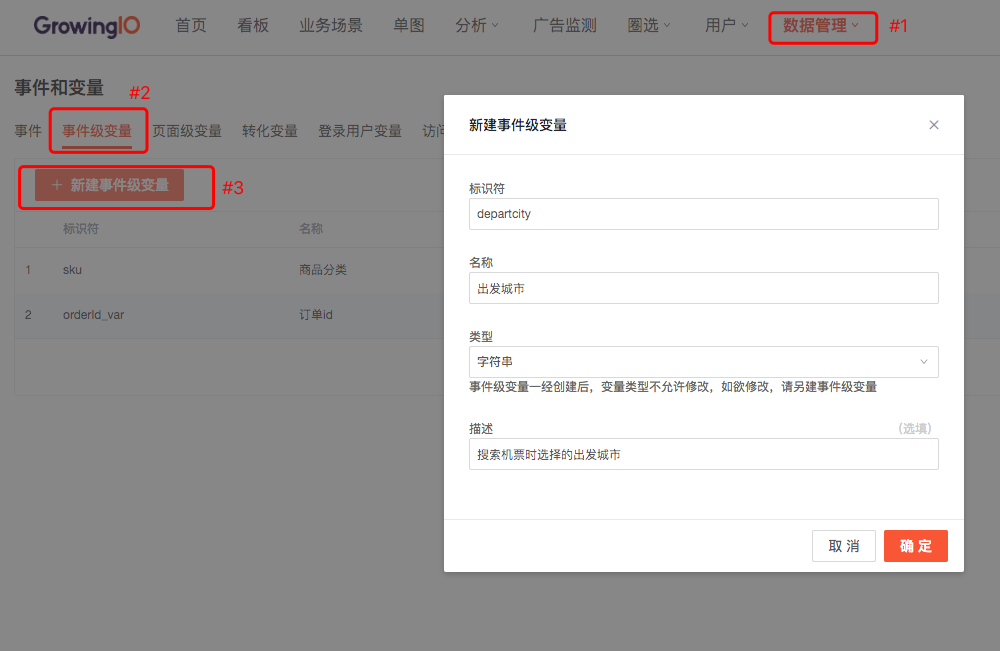 GrowingIO 首页 看板 业务场景 单图 分析 广告监测 圈选 用户 数据管理 #1
事件和变量 #2
事件 事件级变量 页面级变量 转化变量 登录用户变量 访问
+ 新建事件级变量 #3
标识符 名称
1 sku 商品分类
2 orderId_var 订单id
新建事件级变量
标识符
departcity
名称
出发城市
类型
字符串
事件级变量一经创建后，变量类型不允许修改，如欲修改，请另建事件级变量
描述 (选填)
搜索机票时选择的出发城市
取 消 确 定